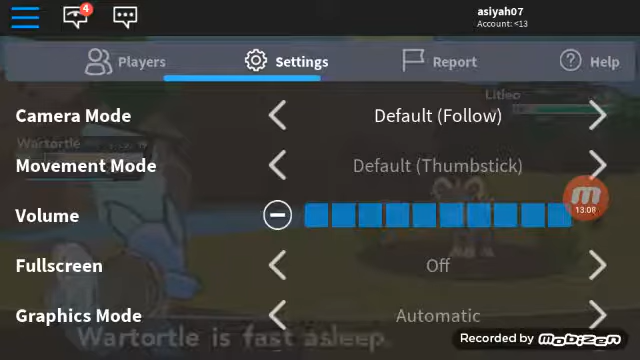 4
asiyah07
Account: <13
Players
Settings
Report
Help
Camera Mode
Default (Follow)
Litleo
Wartortle
Movement Mode
Default (Thumbstick)
Volume
13:08
Fullscreen
Off
Graphics Mode
Automatic
Wartortle is fast asleep.
Recorded by Mobizen